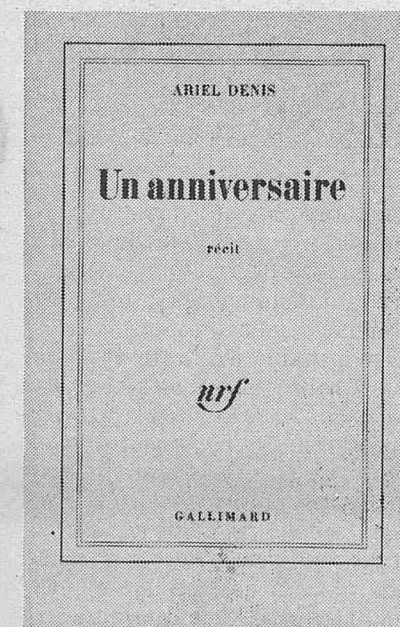 ARIEL DENIS
Un anniversaire
récit
nrf
GALLIMARD